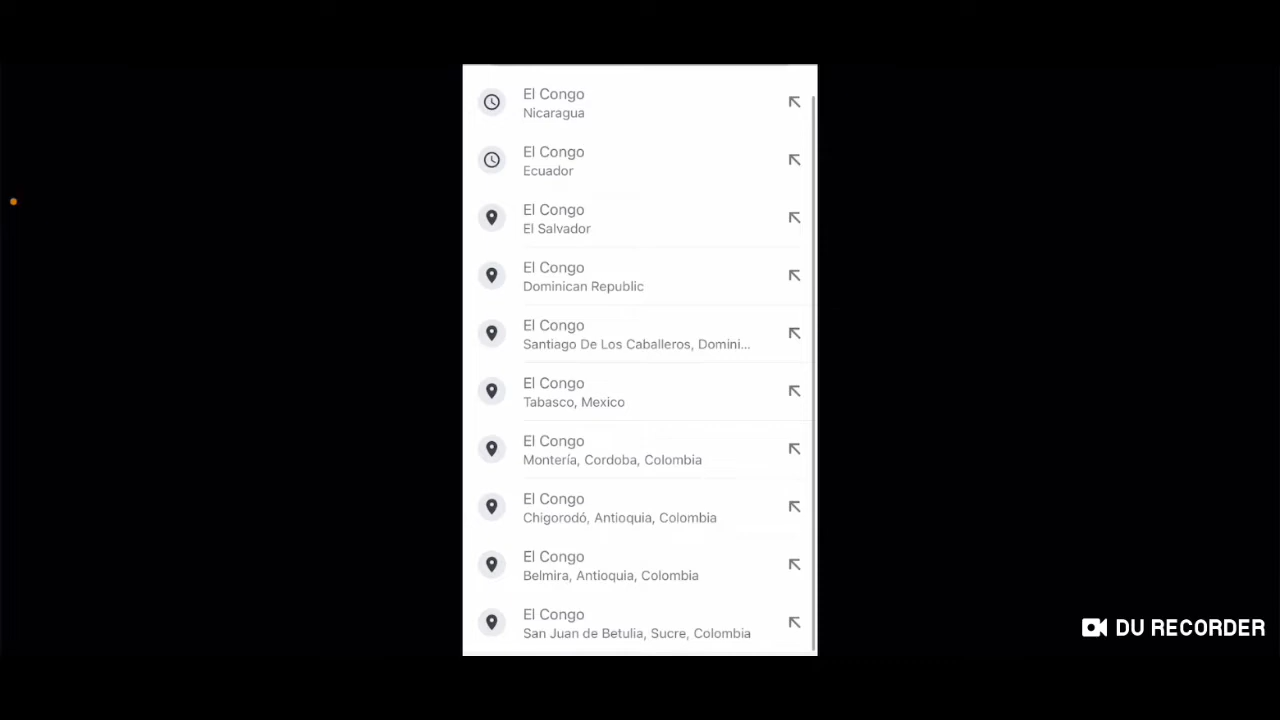 El Congo
Nicaragua
El Congo
Ecuador
El Congo
El Salvador
El Congo
Dominican Republic
El Congo
Santiago De Los Caballeros, Domini...
El Congo
Tabasco, Mexico
El Congo
Montería, Cordoba, Colombia
El Congo
Chigorodó, Antioquia, Colombia
El Congo
Belmira, Antioquia, Colombia
El Congo
San Juan de Betulia, Sucre, Colombia
DU RECORDER